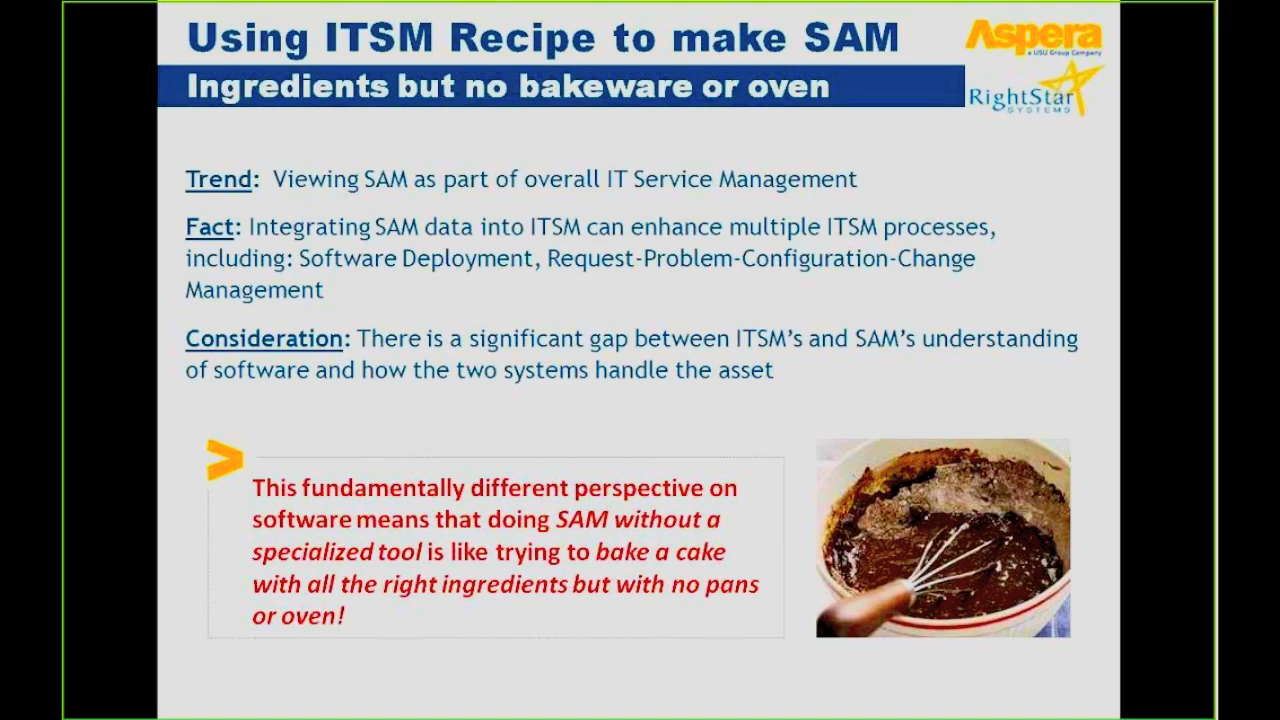 Using ITSM Recipe to make SAM
Ingredients but no bakeware or oven
Aspera
a USU Group Company
RightStar
SYSTEMS
Trend: Viewing SAM as part of overall IT Service Management
Fact: Integrating SAM data into ITSM can enhance multiple ITSM processes,
including: Software Deployment, Request-Problem-Configuration-Change
Management
Consideration: There is a significant gap between ITSM's and SAM's understanding
of software and how the two systems handle the asset
>
This fundamentally different perspective on
software means that doing SAM without a
specialized tool is like trying to bake a cake
with all the right ingredients but with no pans
or oven!